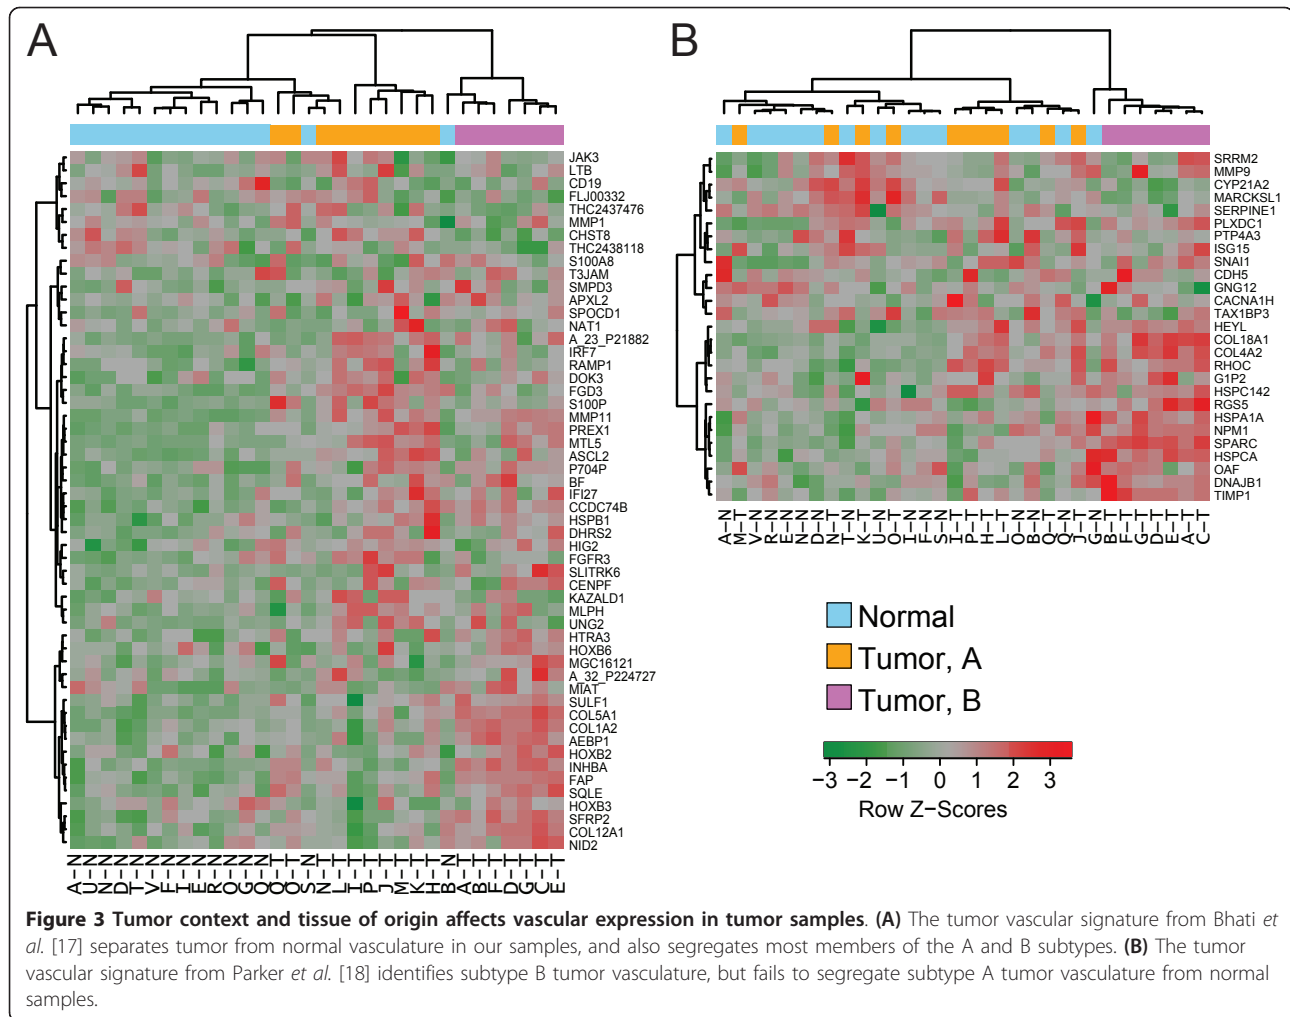 A
B
JAK3
LTB
CD19
FLJ00332
THC2437476
MMP1
CHST8
THC2438118
S100A8
T3JAM
SMPD3
APXL2
SPOCD1
NAT1
A_23_P21882
IRF7
RAMP1
DOK3
FGD3
S100P
MMP11
PREX1
MTL5
ASCL2
P704P
BF
IFI27
CCDC74B
HSPB1
DHRS2
HIG2
FGFR3
SLITRK6
CENPF
KAZALD1
MLPH
UNG2
HTRA3
HOXB6
MGC16121
A_32_P224727
MIAT
SULF1
COL5A1
COL1A2
AEBP1
HOXB2
INHBA
FAP
SQLE
HOXB3
SFRP2
COL12A1
NID2
A-N
U-N
N-N
D-N
T-N
V-N
F-N
I-N
E-N
R-N
O-N
G-N
Q-N
Q-T
O-T
S-N
N-T
L-T
I-T
P-T
J-T
M-T
K-T
H-T
B-N
A-T
B-T
F-T
D-T
G-T
C-T
E-T
SRRM2
MMP9
CYP21A2
MARCKSL1
SERPINE1
PLXDC1
PTP4A3
ISG15
SNAI1
CDH5
GNG12
CACNA1H
TAX1BP3
HEYL
COL18A1
COL4A2
RHOC
G1P2
HSPC142
RGS5
HSPA1A
NPM1
SPARC
HSPCA
OAF
DNAJB1
TIMP1
A-N
M-T
V-N
R-N
E-N
N-N
D-N
N-T
T-N
K-T
U-N
O-T
I-N
F-N
S-N
I-T
P-T
H-T
L-T
O-N
B-N
Q-T
Q-N
J-T
G-N
B-T
F-T
G-T
D-T
E-T
A-T
C-T
Normal
Tumor, A
Tumor, B
−3 −2 −1 0 1 2 3
Row Z−Scores
Figure 3 Tumor context and tissue of origin affects vascular expression in tumor samples. (A) The tumor vascular signature from Bhati et
al. [17] separates tumor from normal vasculature in our samples, and also segregates most members of the A and B subtypes. (B) The tumor
vascular signature from Parker et al. [18] identifies subtype B tumor vasculature, but fails to segregate subtype A tumor vasculature from normal
samples.